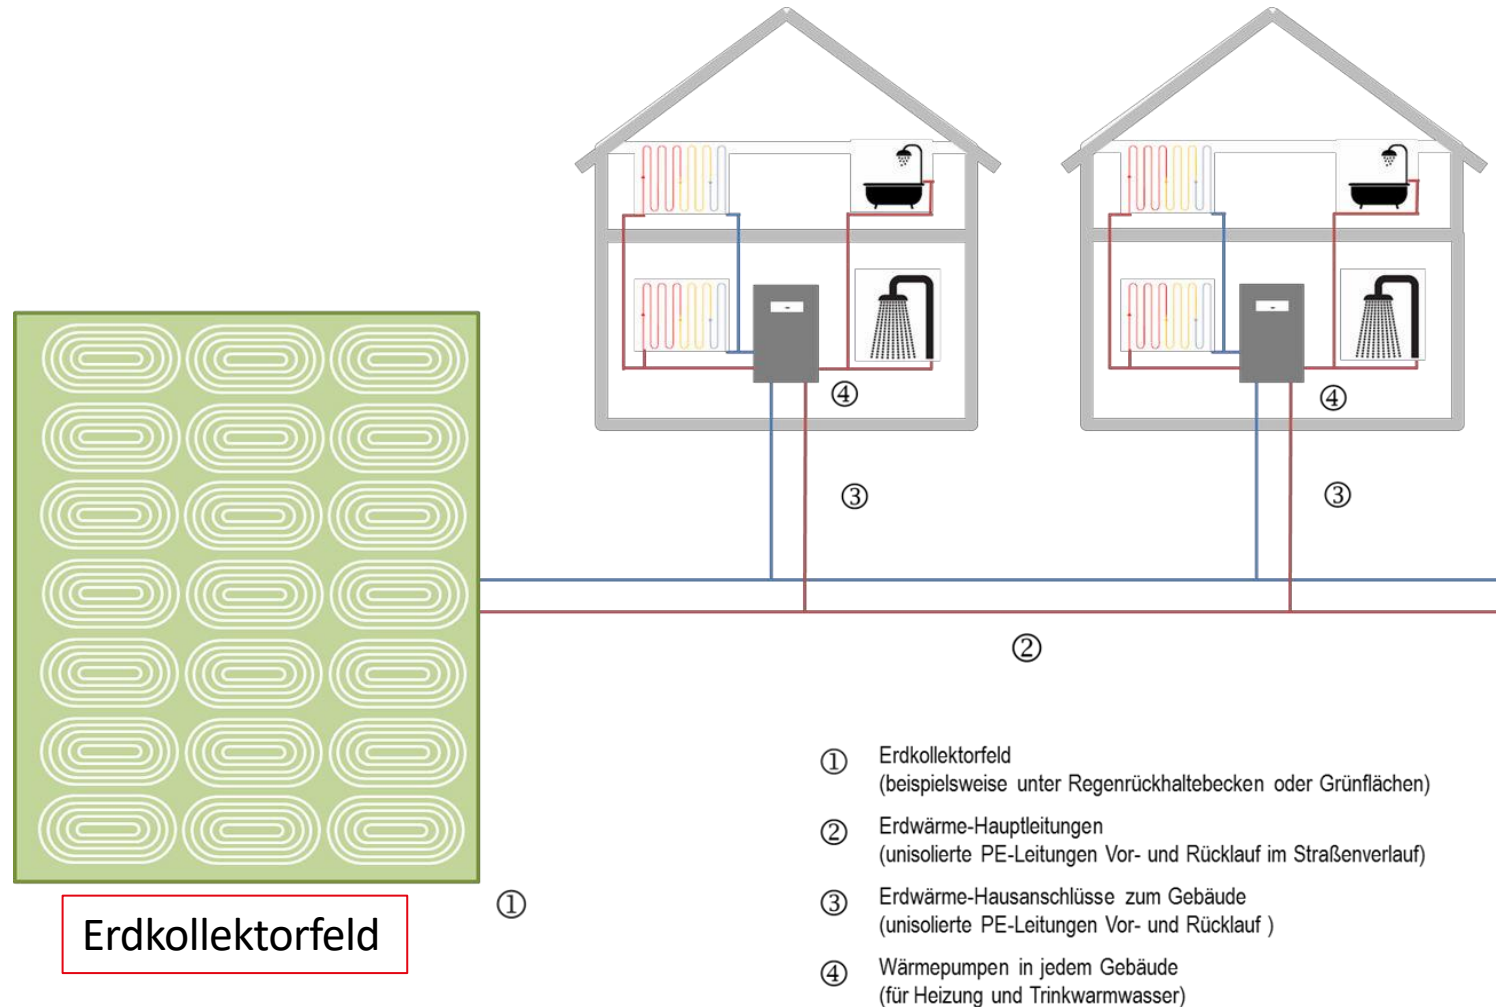 ④
④
③
③
②
①
Erdkollektorfeld
① Erdkollektorfeld
(beispielsweise unter Regenrückhaltebecken oder Grünflächen)
② Erdwärme-Hauptleitungen
(unisolierte PE-Leitungen Vor- und Rücklauf im Straßenverlauf)
③ Erdwärme-Hausanschlüsse zum Gebäude
(unisolierte PE-Leitungen Vor- und Rücklauf )
④ Wärmepumpen in jedem Gebäude
(für Heizung und Trinkwarmwasser)